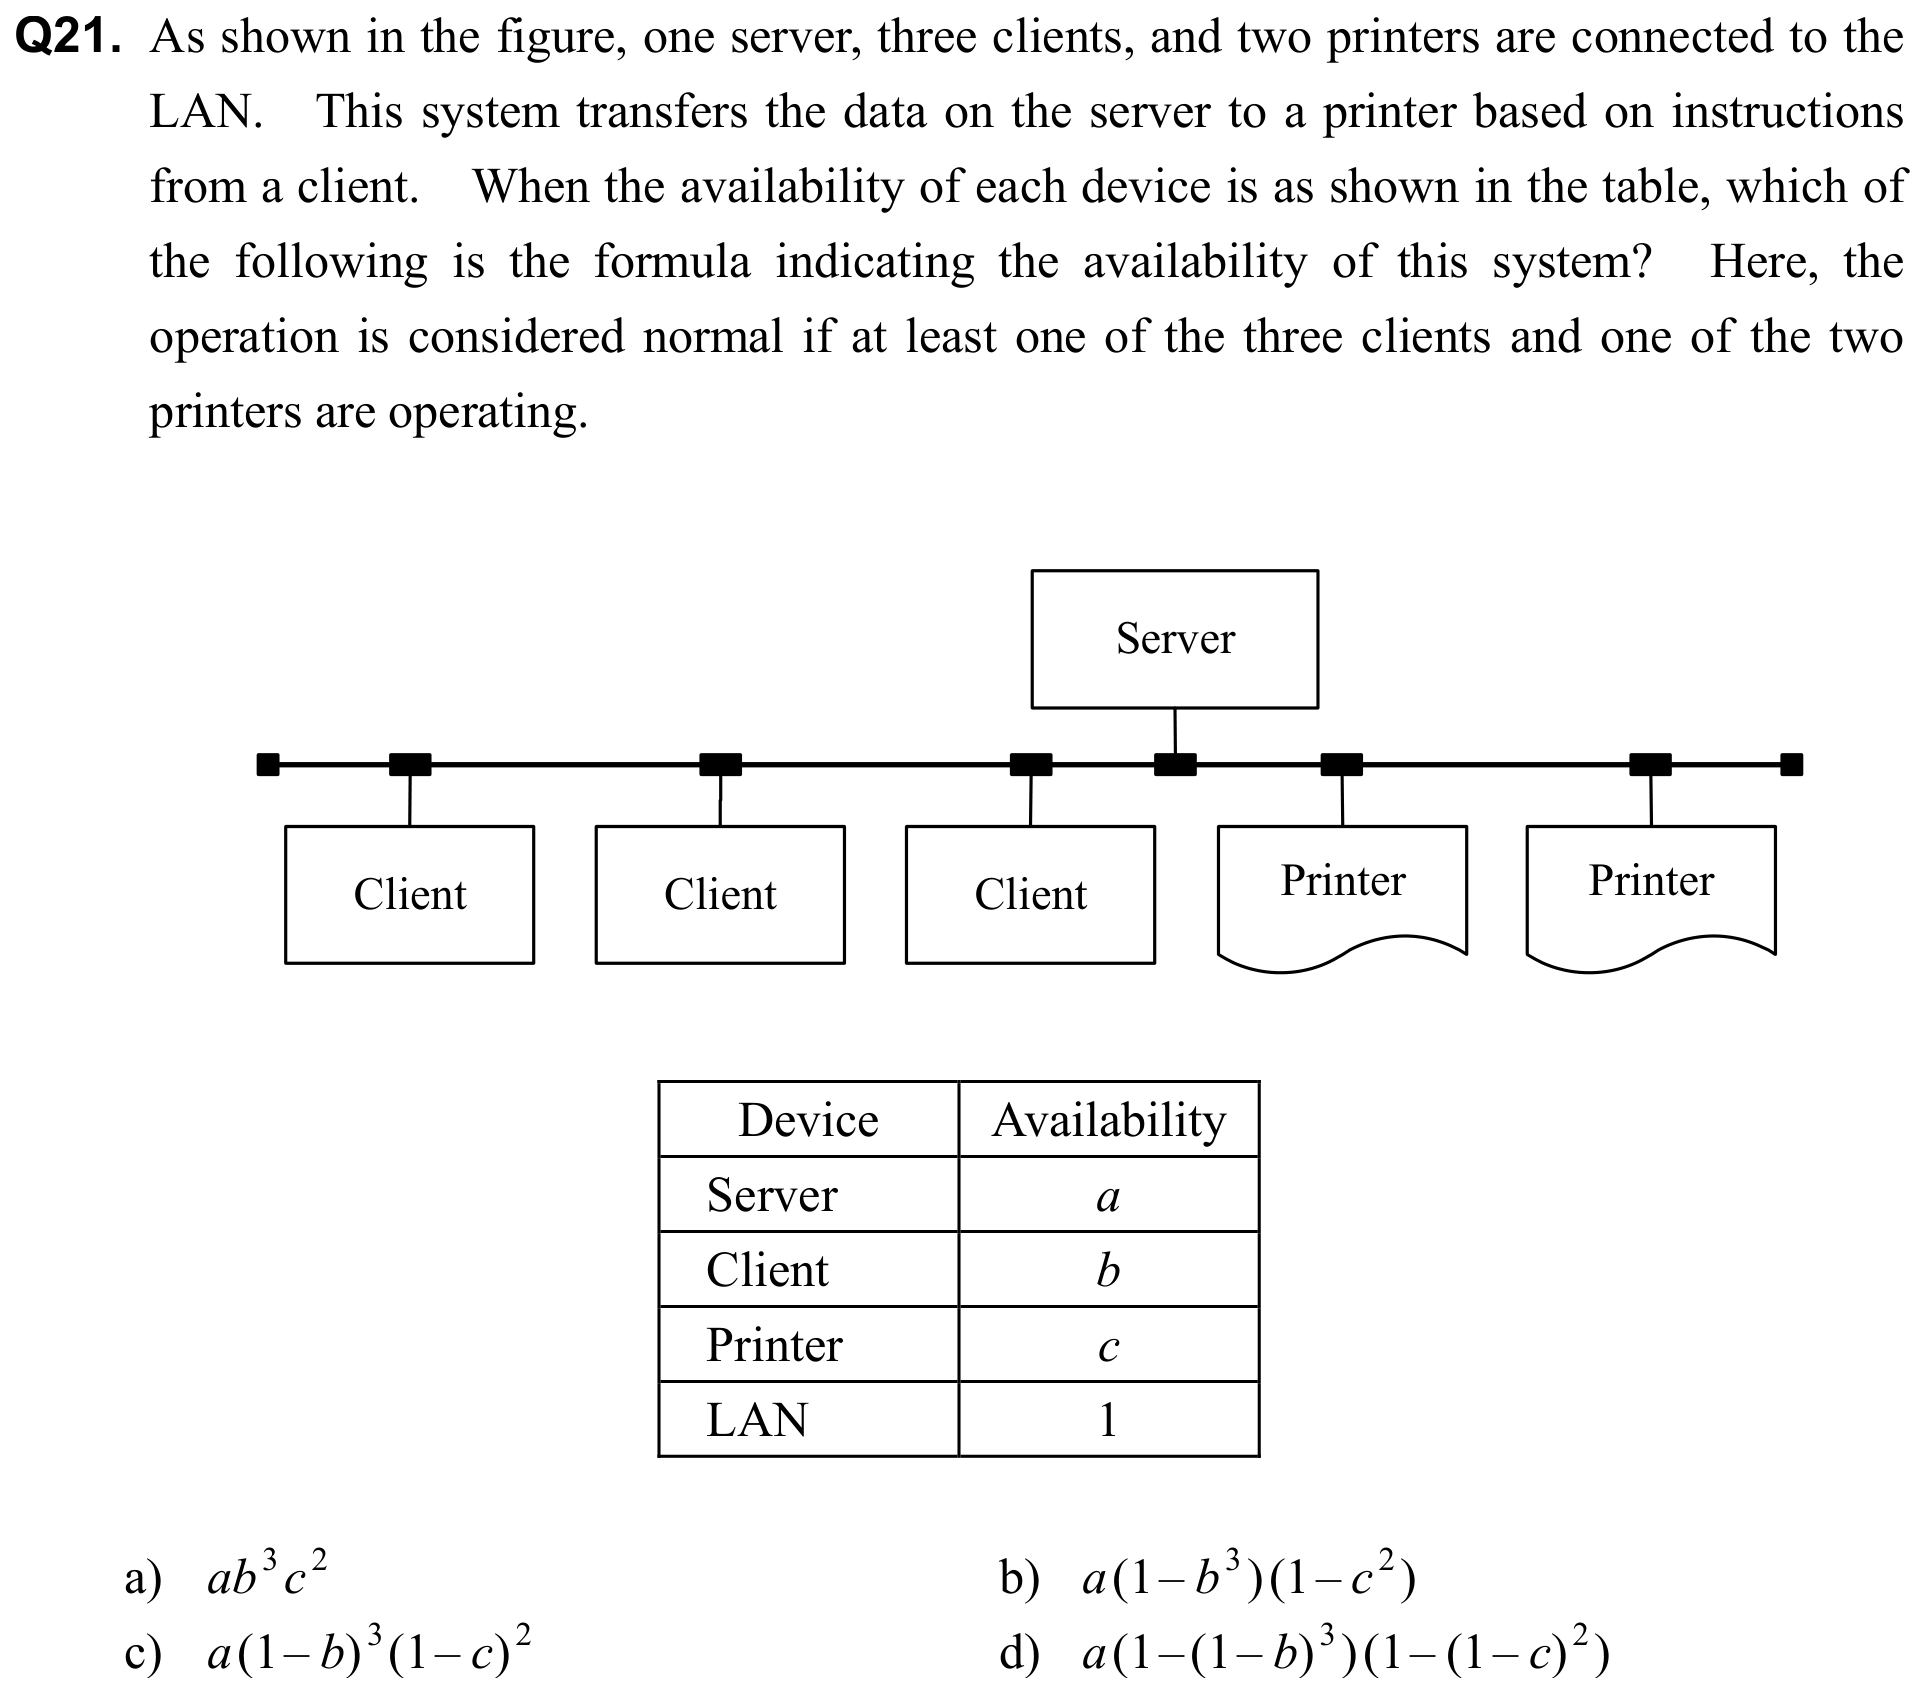 Q21. As shown in the figure, one server, three clients, and two printers are connected to the
LAN. This system transfers the data on the server to a printer based on instructions
from a client. When the availability of each device is as shown in the table, which of
the following is the formula indicating the availability of this system? Here, the
operation is considered normal if at least one of the three clients and one of the two
printers are operating.
Server
Client Client Client Printer Printer
Device Availability
Server a
Client b
Printer c
LAN 1
a) ab³c² b) a(1−b³)(1−c²)
c) a(1−b)³(1−c)² d) a(1−(1−b)³)(1−(1−c)²)